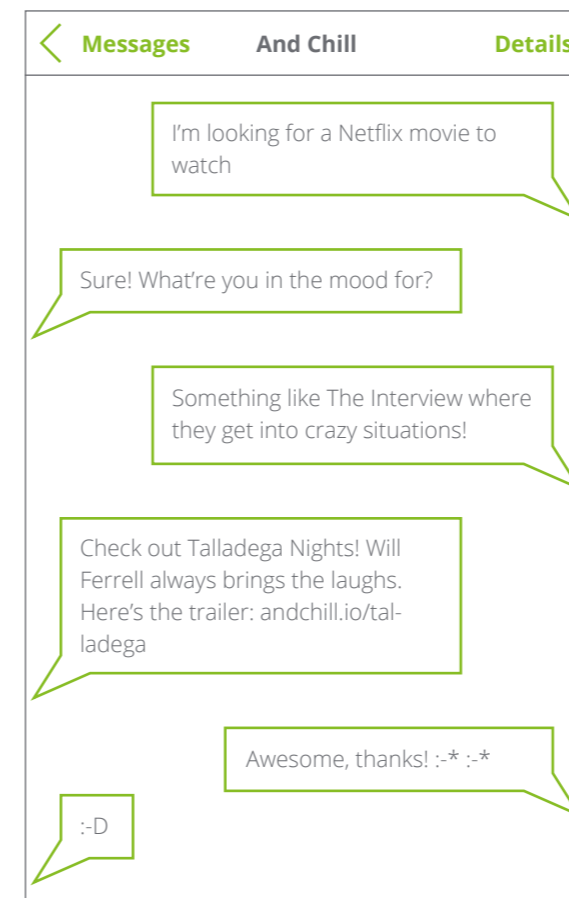 Messages And Chill Details
I’m looking for a Netflix movie to
watch
Sure! What’re you in the mood for?
Something like The Interview where
they get into crazy situations!
Check out Talladega Nights! Will
Ferrell always brings the laughs.
Here’s the trailer: andchill.io/tal-
ladega
Awesome, thanks! :-* :-*
:-D